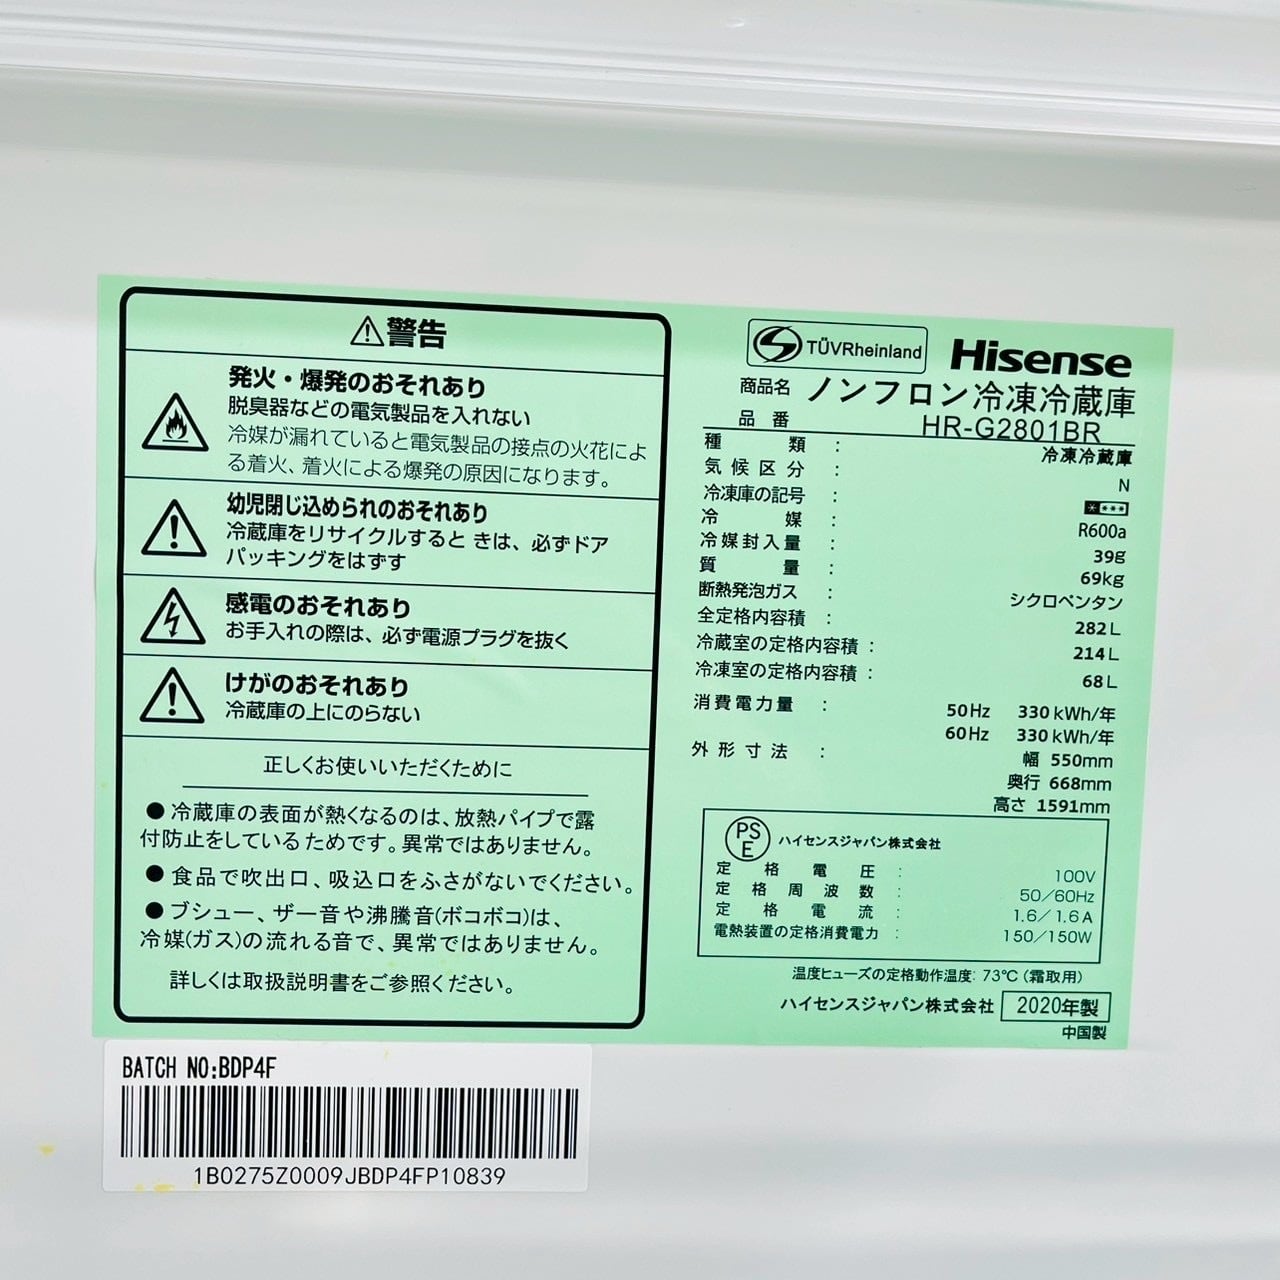 ⚠警告
発火・爆発のおそれあり
脱臭器などの電気製品を入れない
冷媒が漏れていると電気製品の接点の火花によ
る着火、着火による爆発の原因になります。
幼児閉じ込められのおそれあり
冷蔵庫をリサイクルすると きは、必ずドア
パッキングをはずす
感電のおそれあり
お手入れの際は、必ず電源プラグを抜く
けがのおそれあり
冷蔵庫の上にのらない
正しくお使いいただくために
●冷蔵庫の表面が熱くなるのは、放熱パイプで露
付防止をしているためです。異常ではありません。
●食品で吹出口、吸込口をふさがないでください。
●ブシュー、ザー音や沸騰音(ボコボコ)は、
冷媒(ガス)の流れる音で、異常ではありません。
詳しくは取扱説明書をご参照ください。
TÜVRheinland Hisense
商品名 ノンフロン冷凍冷蔵庫
品番 HR-G2801BR
種類 : 冷凍冷蔵庫
気候区分 : N
冷凍庫の記号 : *|***
冷媒 : R600a
冷媒封入量 : 39g
質量 : 69kg
断熱発泡ガス : シクロペンタン
全定格内容積 : 282L
冷蔵室の定格内容積 : 214L
冷凍室の定格内容積 : 68L
消費電力量 : 50Hz 330kWh/年
60Hz 330kWh/年
外形寸法 : 幅 550mm
奥行 668mm
高さ 1591mm
PSE ハイセンスジャパン株式会社
定格電圧 : 100V
定格周波数 : 50/60Hz
定格電流 : 1.6/1.6A
電熱装置の定格消費電力 : 150/150W
温度ヒューズの定格動作温度: 73℃(霜取用)
ハイセンスジャパン株式会社 2020年製
中国製
BATCH NO:BDP4F
1B0275Z0009JBDP4FP10839